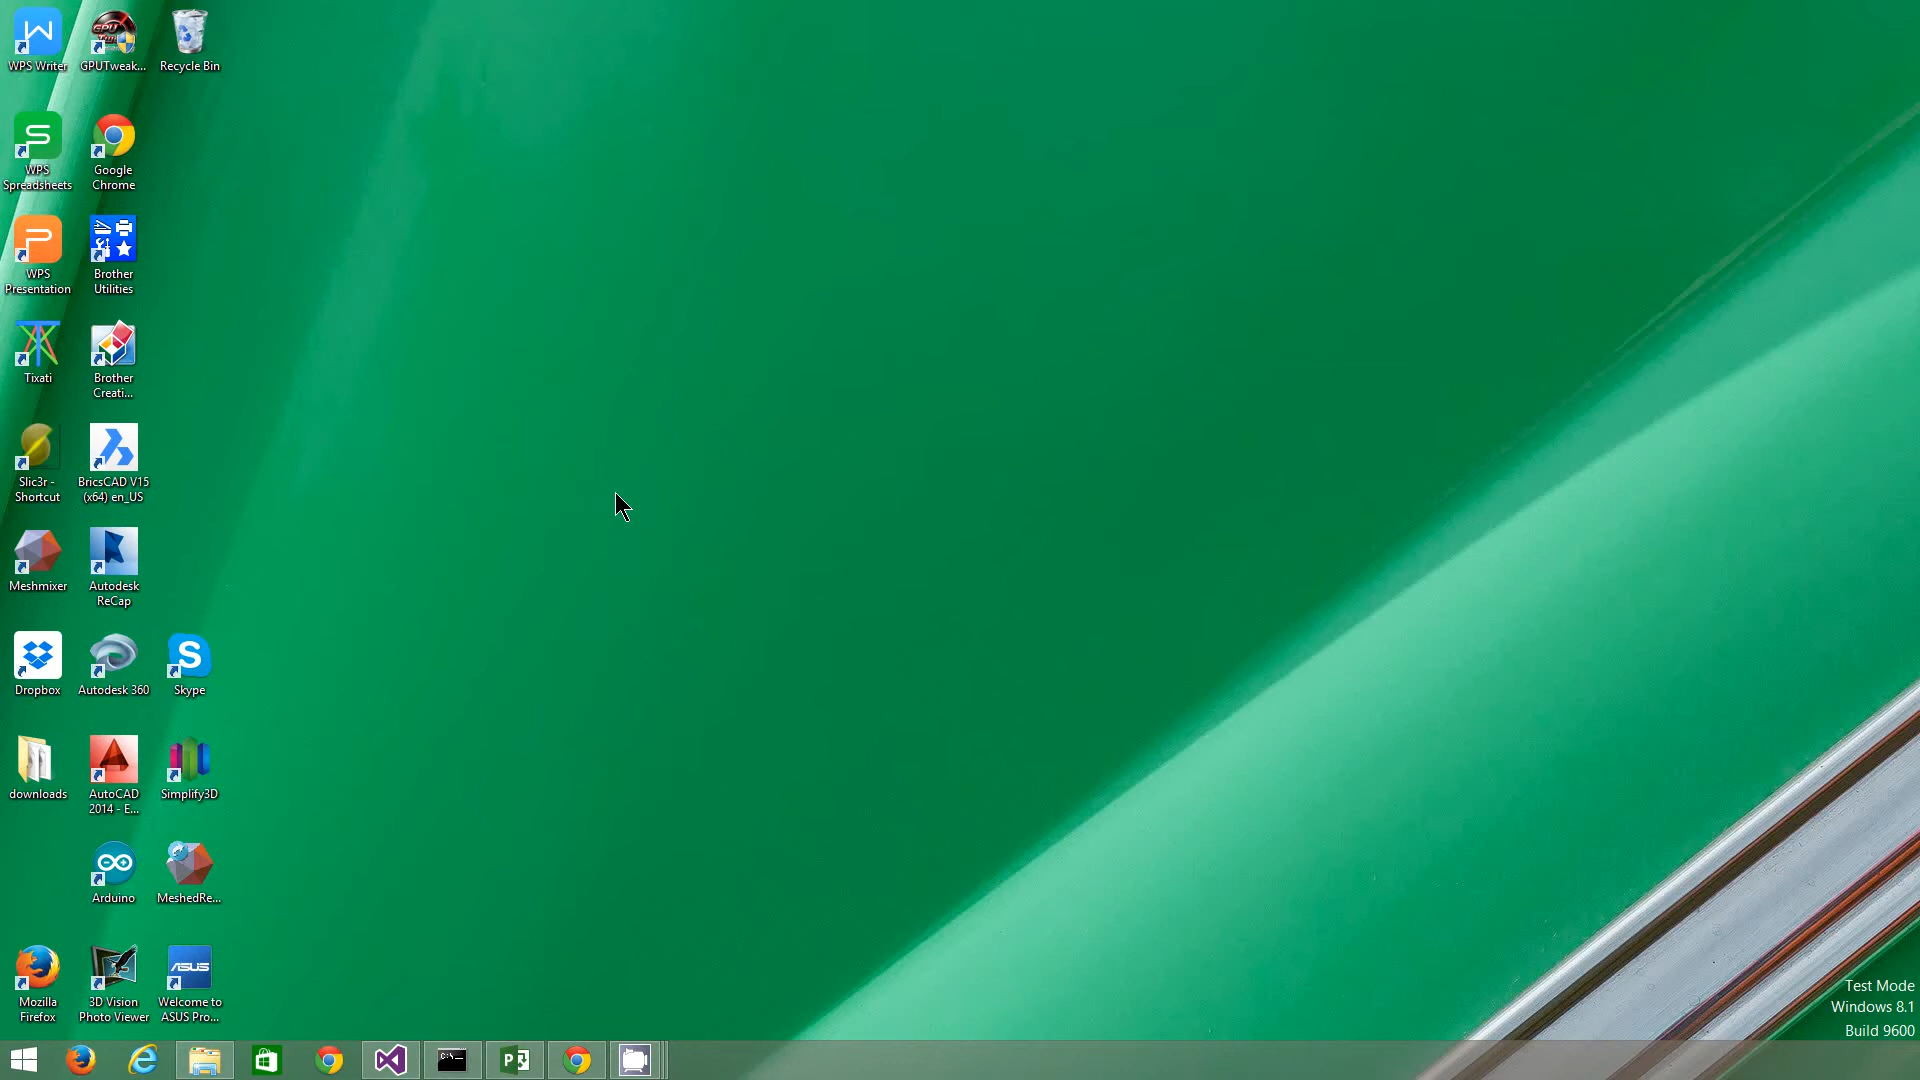 WPS Writer
GPUTweak...
Recycle Bin
WPS
Spreadsheets
Google
Chrome
WPS
Presentation
Brother
Utilities
Tixati
Brother
Creati...
Slic3r -
Shortcut
BricsCAD V15
(x64) en_US
Meshmixer
Autodesk
ReCap
Dropbox
Autodesk 360
Skype
downloads
AutoCAD
2014 - E...
Simplify3D
Arduino
MeshedRe...
ASUS
Mozilla
Firefox
3D Vision
Photo Viewer
Welcome to
ASUS Pro...
Test Mode
Windows 8.1
Build 9600